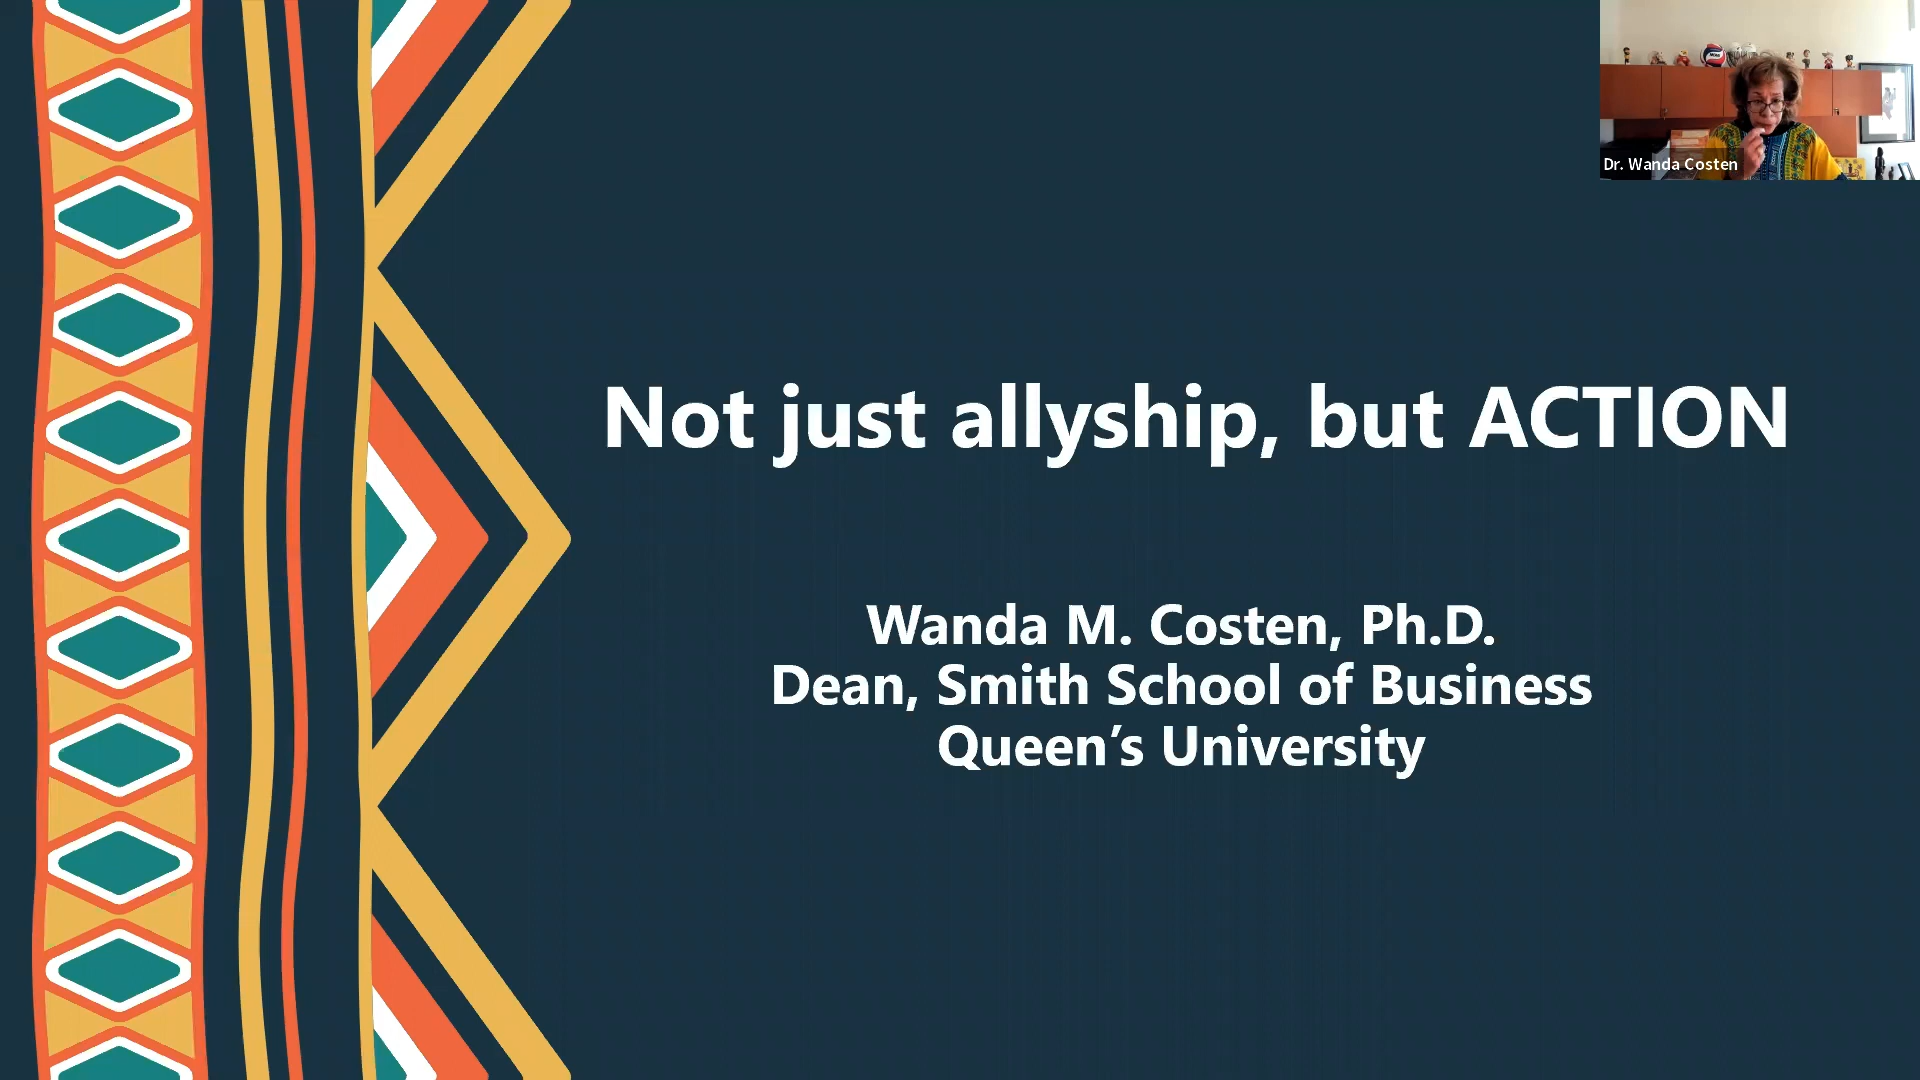 Dr. Wanda Costen
Not just allyship, but ACTION
Wanda M. Costen, Ph.D.
Dean, Smith School of Business
Queen’s University